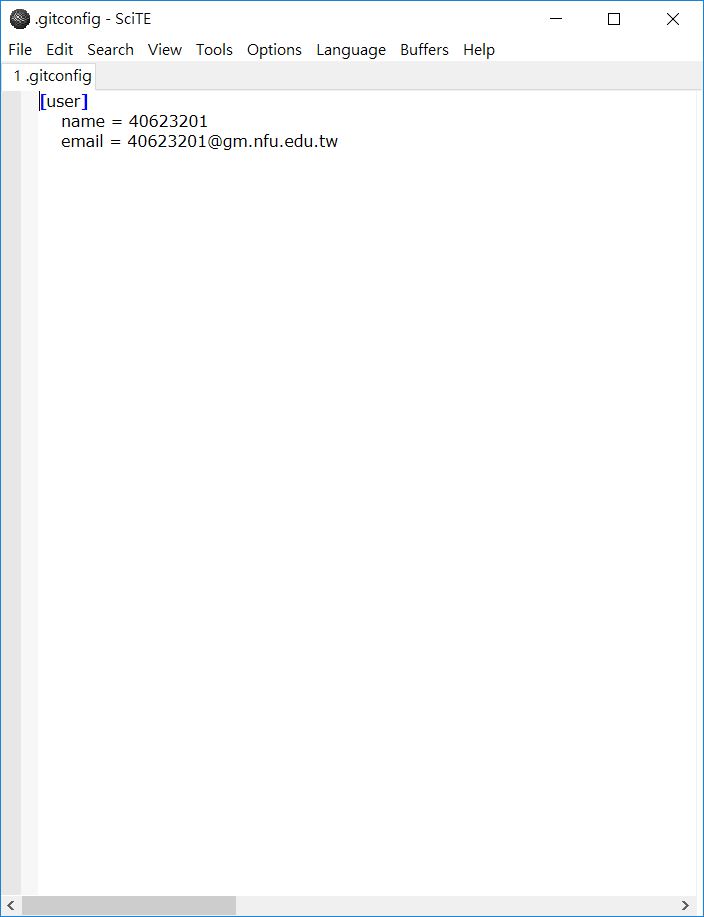 .gitconfig - SciTE
File Edit Search View Tools Options Language Buffers Help
1 .gitconfig
[user]
name = 40623201
email = 40623201@gm.nfu.edu.tw